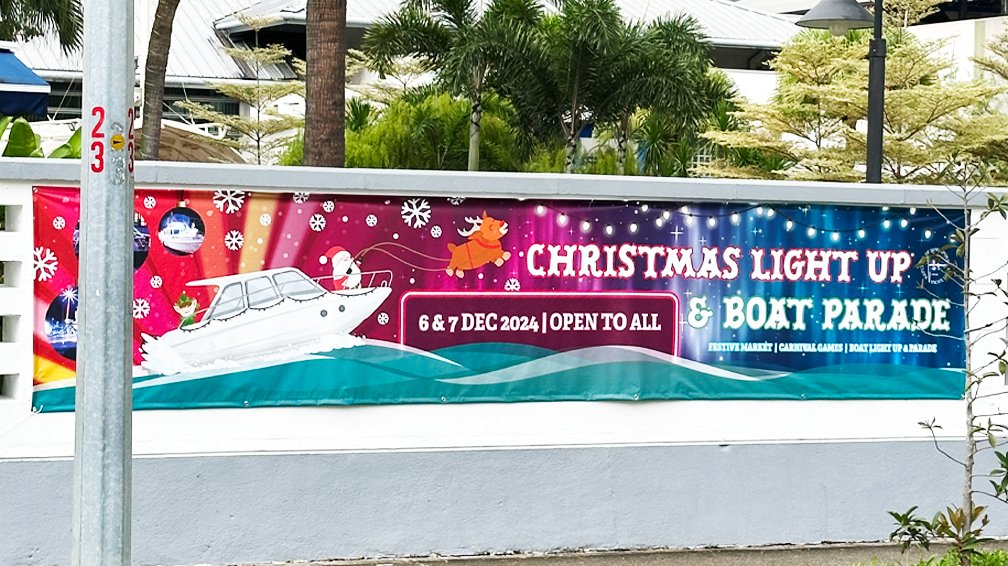 23
23
CHRISTMAS LIGHT UP
& BOAT PARADE
6 & 7 DEC 2024 | OPEN TO ALL
FESTIVE MARKET | CARNIVAL GAMES | BOAT LIGHT UP & PARADE